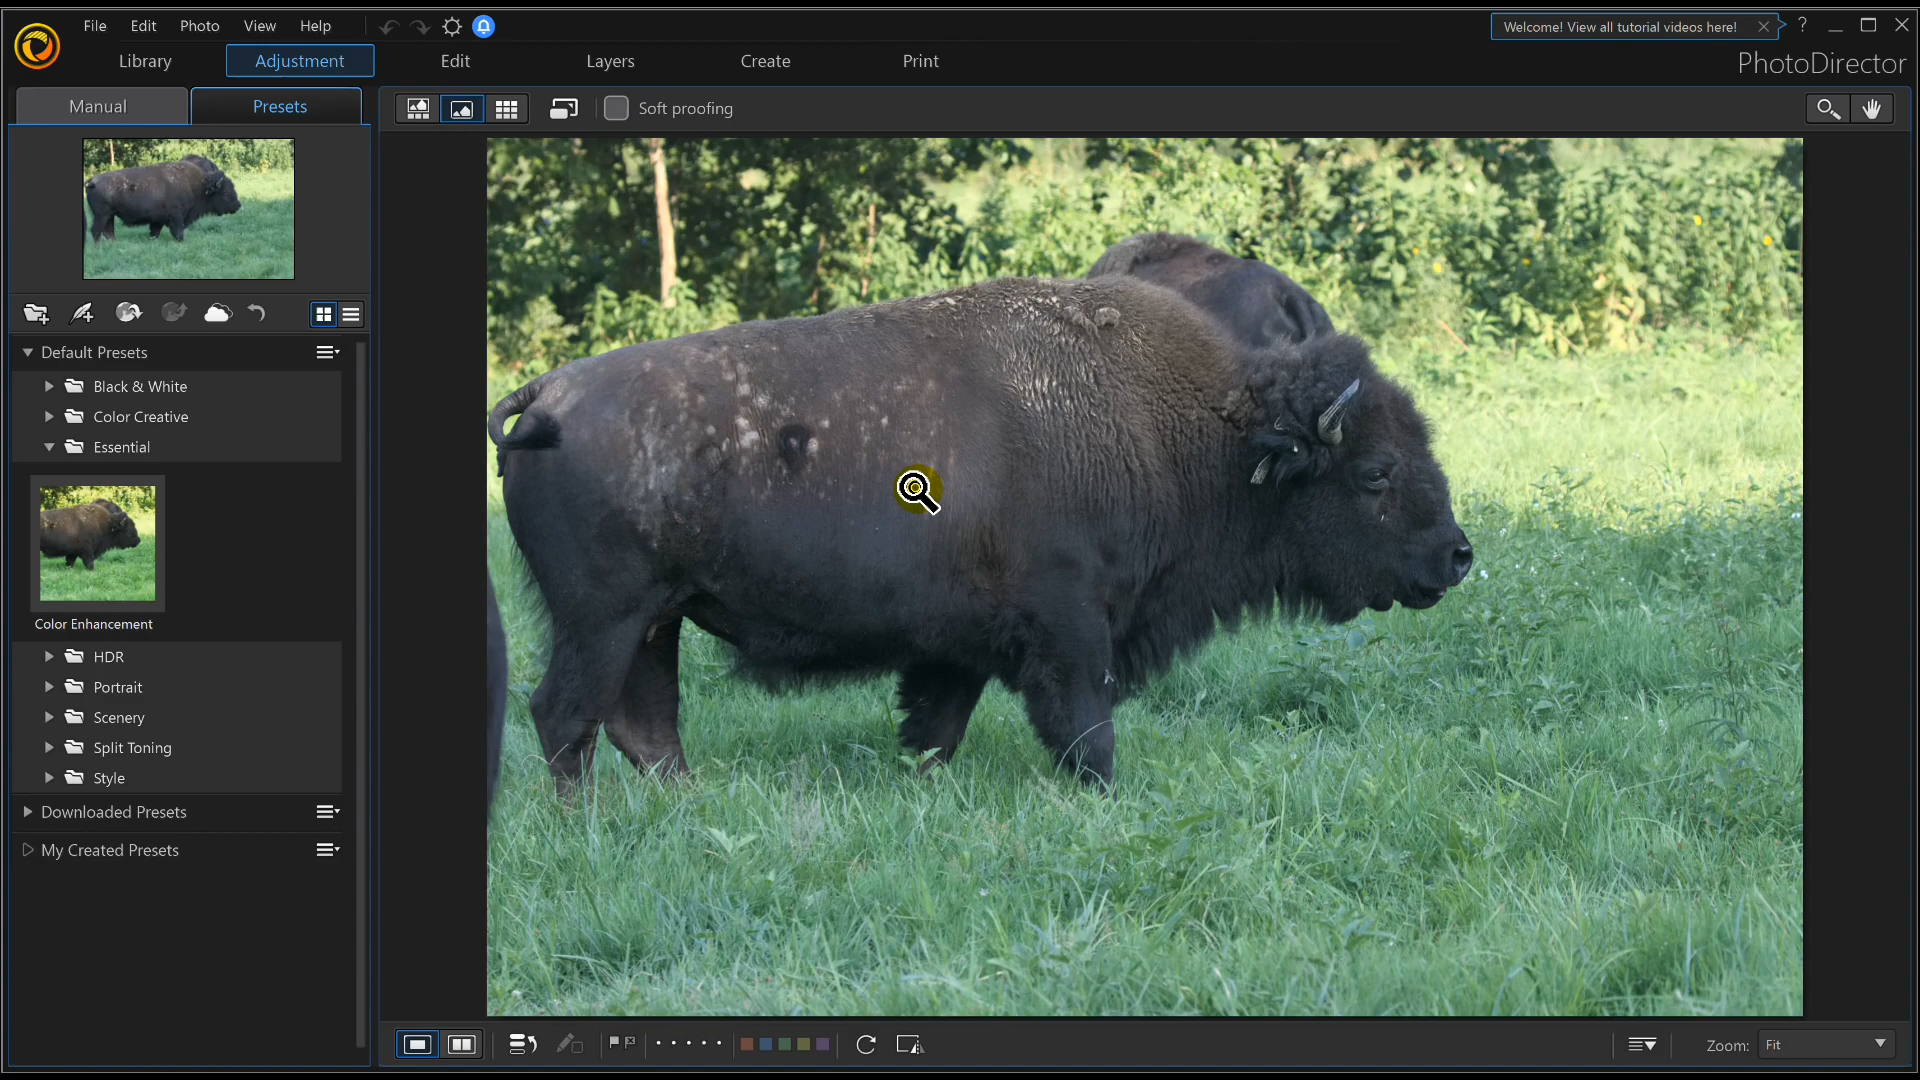 File Edit Photo View Help
Welcome! View all tutorial videos here!
?
Library Adjustment Edit Layers Create Print
PhotoDirector
Manual Presets
Soft proofing
Default Presets
Black & White
Color Creative
Essential
Color Enhancement
HDR
Portrait
Scenery
Split Toning
Style
Downloaded Presets
My Created Presets
Zoom: Fit